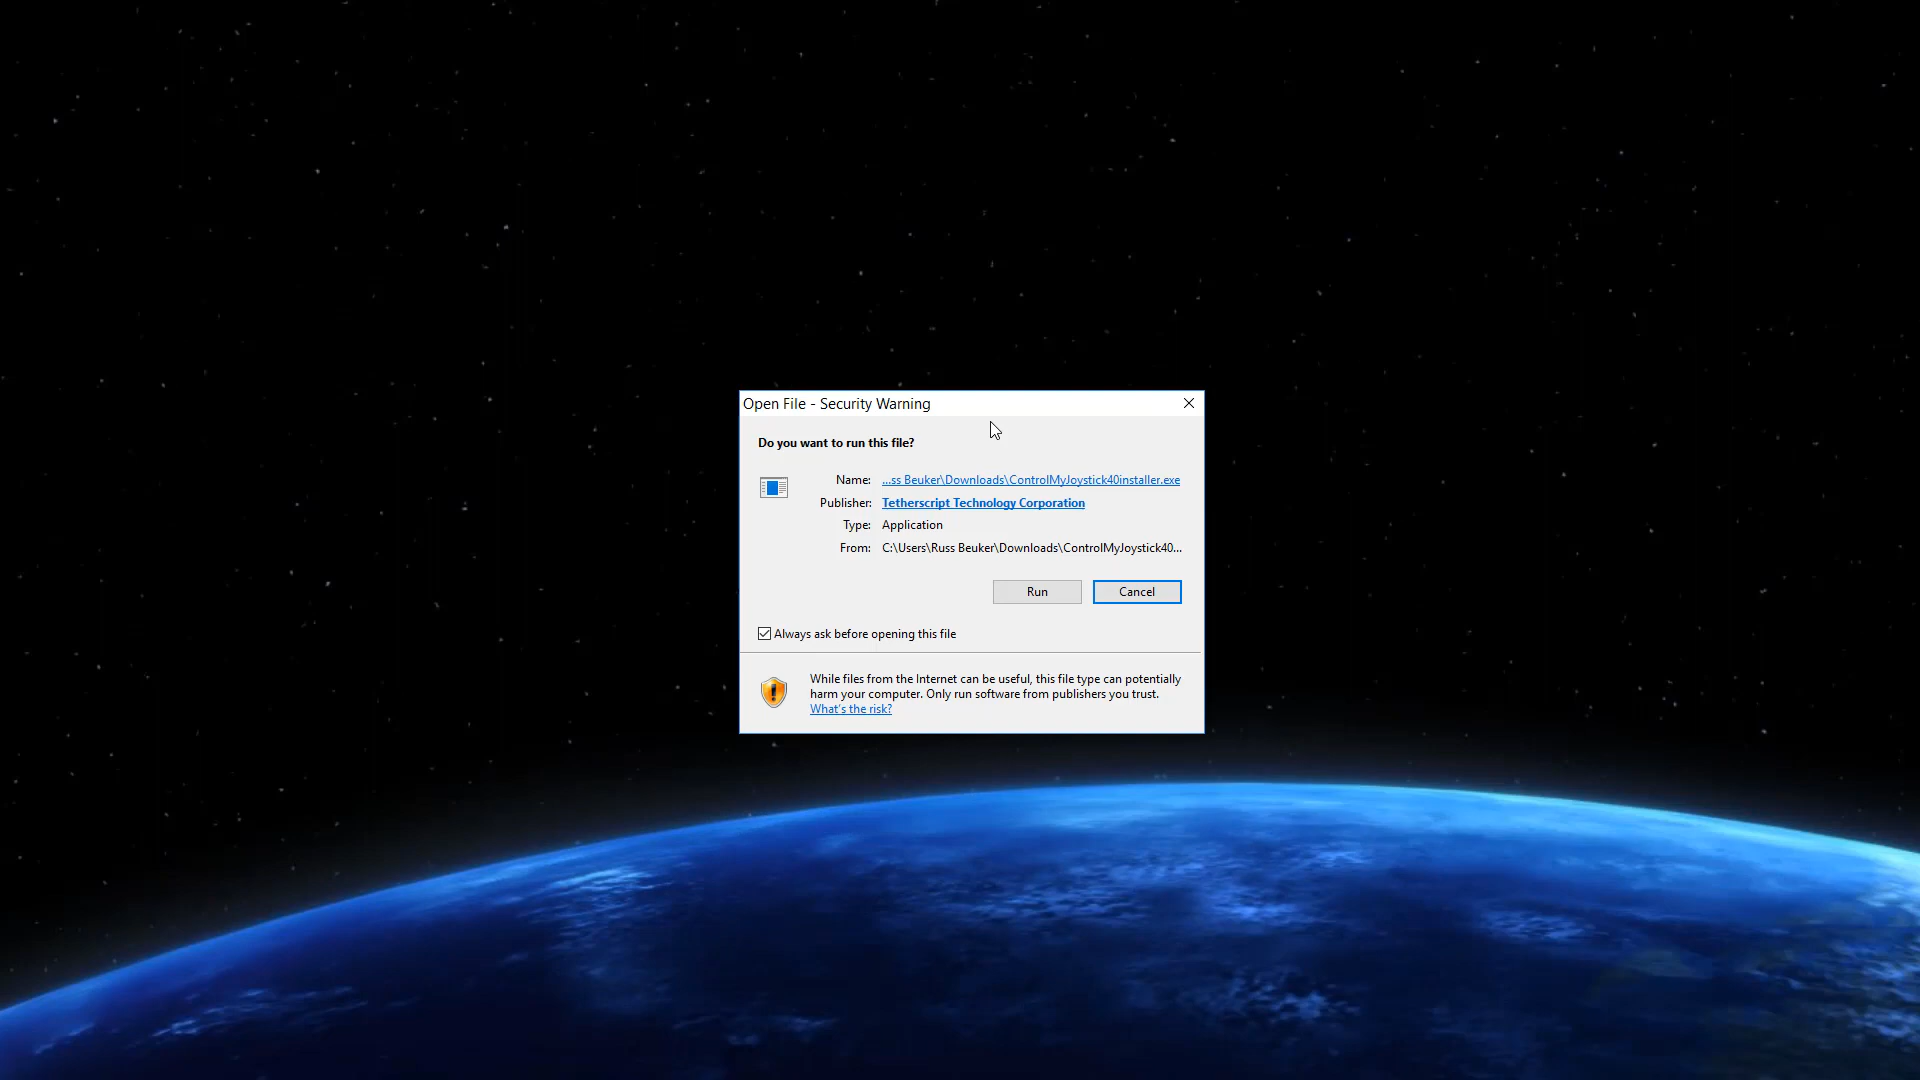 Open File - Security Warning
Do you want to run this file?
Name: ...ss Beuker\Downloads\ControlMyJoystick40installer.exe
Publisher: Tetherscript Technology Corporation
Type: Application
From: C:\Users\Russ Beuker\Downloads\ControlMyJoystick40...
Run Cancel
Always ask before opening this file
While files from the Internet can be useful, this file type can potentially
harm your computer. Only run software from publishers you trust.
What's the risk?